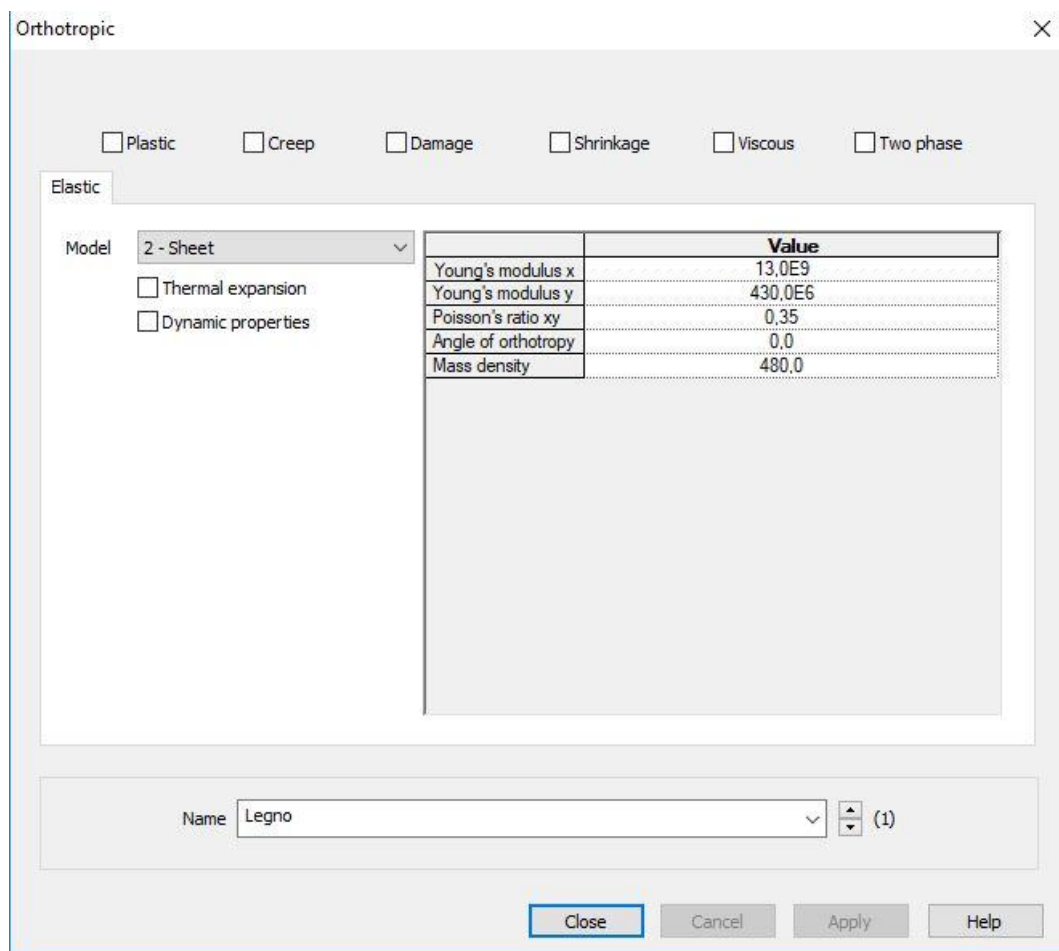 Orthotropic
Plastic Creep Damage Shrinkage Viscous Two phase
Elastic
Model 2 - Sheet
Thermal expansion
Dynamic properties
Value
Young's modulus x 13,0E9
Young's modulus y 430,0E6
Poisson's ratio xy 0,35
Angle of orthotropy 0,0
Mass density 480,0
Name Legno (1)
Close Cancel Apply Help